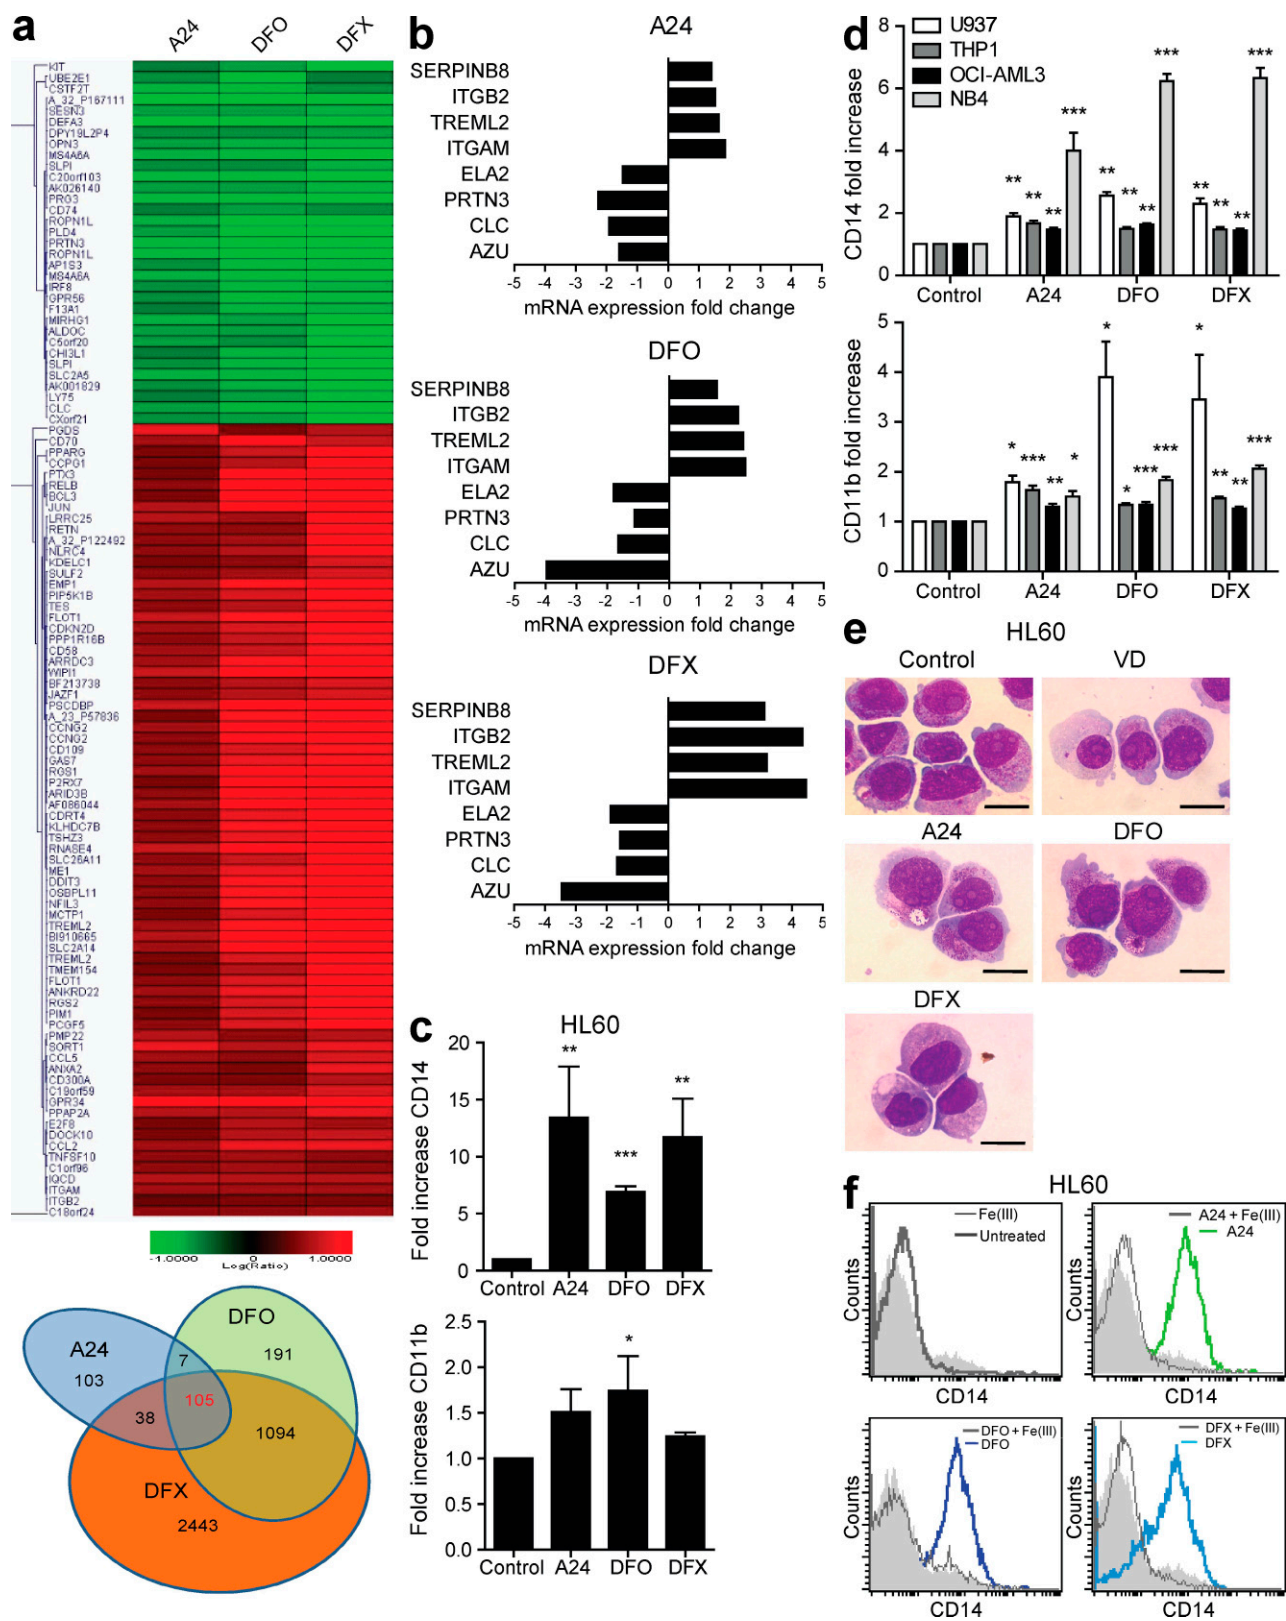 a
A24
DFO
DFX
KIT
UBE2E1
CSTF2T
A_32_P167111
SESN3
DEFA3
DPY19L2P4
OPN3
MS4A6A
SLPI
C20orf103
AK026140
PRG3
CD74
ROPN1L
PLD4
PRTN3
ROPN1L
AP1S3
MS4A6A
IRF8
GPR56
F13A1
MIRHG1
ALDOC
C5orf20
CHI3L1
SLPI
SLC2A5
AK001829
LY75
CLC
CXorf21
PGDS
CD70
PPARG
CCPG1
PTX3
RELB
BCL3
JUN
LRRC25
RETN
A_32_P122492
NLRC4
KDELC1
SULF2
EMP1
PIP5K1B
TES
FLOT1
CDKN2D
PPP1R16B
CD58
ARRDC3
WIPI1
BF213738
JAZF1
PSCDBP
A_23_P57836
CCNG2
CCNG2
CD109
GAS7
RGS1
P2RX7
ARID3B
AF086044
CDRT4
KLHDC7B
TSHZ3
RNASE4
SLC26A11
ME1
DDIT3
OSBPL11
NFIL3
MCTP1
TREML2
BI910665
SLC2A14
TREML2
TMEM154
FLOT1
ANKRD22
RGS2
PIM1
PCGF5
PMP22
SORT1
CCL5
ANXA2
CD300A
C19orf59
GPR34
PPAP2A
E2F8
DOCK10
CCL2
TNFSF10
C1orf96
IQCD
ITGAM
ITGB2
C18orf24
-1.0000 0 1.0000
Log(Ratio)
DFO
A24
7
191
103
105
38
1094
DFX
2443
b
A24
SERPINB8
ITGB2
TREML2
ITGAM
ELA2
PRTN3
CLC
AZU
-5 -4 -3 -2 -1 0 1 2 3 4 5
mRNA expression fold change
DFO
SERPINB8
ITGB2
TREML2
ITGAM
ELA2
PRTN3
CLC
AZU
-5 -4 -3 -2 -1 0 1 2 3 4 5
mRNA expression fold change
DFX
SERPINB8
ITGB2
TREML2
ITGAM
ELA2
PRTN3
CLC
AZU
-5 -4 -3 -2 -1 0 1 2 3 4 5
mRNA expression fold change
c
HL60
Fold increase CD14
20
15
10
5
0
** *** **
Control A24 DFO DFX
Fold increase CD11b
2.5
2.0
1.5
1.0
0.5
0.0
*
Control A24 DFO DFX
d
U937
THP1
OCI-AML3
NB4
CD14 fold increase
8
6
4
2
0
** ** ** ***
** ** ** ***
** ** ** ***
Control A24 DFO DFX
CD11b fold increase
5
4
3
2
1
0
* *** ** *
* * *** ***
* ** ** ***
Control A24 DFO DFX
e
HL60
Control
VD
A24
DFO
DFX
f
HL60
Fe(III)
Untreated
Counts
CD14
A24 + Fe(III)
A24
Counts
CD14
DFO + Fe(III)
DFO
Counts
CD14
DFX + Fe(III)
DFX
Counts
CD14